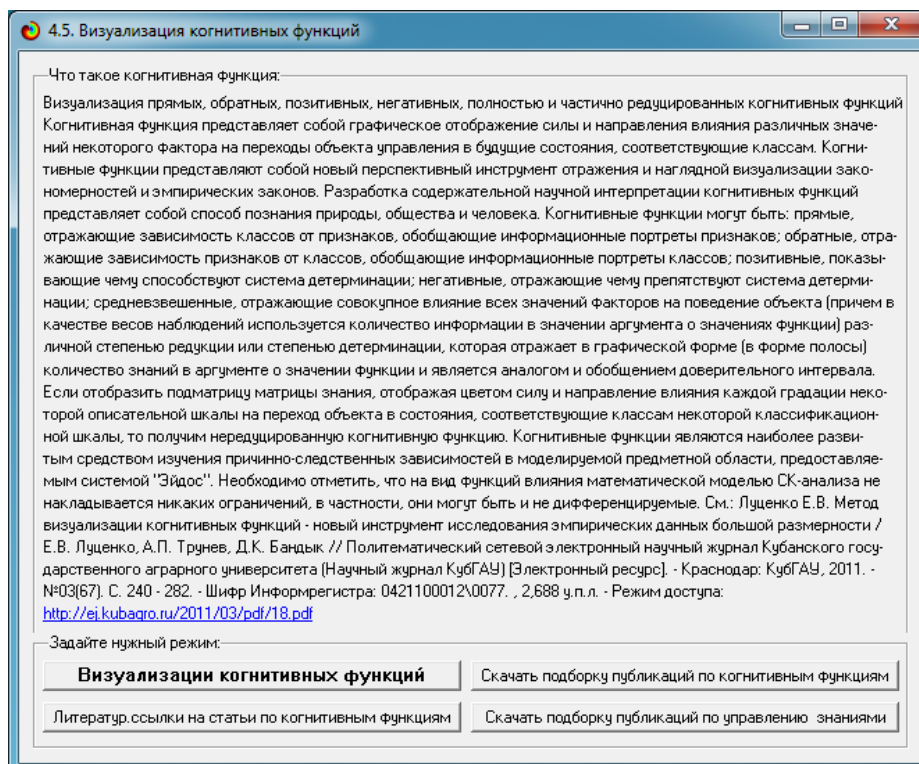 4.5. Визуализация когнитивных функций
Что такое когнитивная функция:
Визуализация прямых, обратных, позитивных, негативных, полностью и частично редуцированных когнитивных функций
Когнитивная функция представляет собой графическое отображение силы и направления влияния различных значе-
ний некоторого фактора на переходы объекта управления в будущие состояния, соответствующие классам. Когни-
тивные функции представляют собой новый перспективный инструмент отражения и наглядной визуализации зако-
номерностей и эмпирических законов. Разработка содержательной научной интерпретации когнитивных функций
представляет собой способ познания природы, общества и человека. Когнитивные функции могут быть: прямые,
отражающие зависимость классов от признаков, обобщающие информационные портреты признаков; обратные, отра-
жающие зависимость признаков от классов, обобщающие информационные портреты классов; позитивные, показы-
вающие чему способствуют система детерминации; негативные, отражающие чему препятствуют система детерми-
нации; средневзвешенные, отражающие совокупное влияние всех значений факторов на поведение объекта (причем в
качестве весов наблюдений используется количество информации в значении аргумента о значениях функции) раз-
личной степенью редукции или степенью детерминации, которая отражает в графической форме (в форме полосы)
количество знаний в аргументе о значении функции и является аналогом и обобщением доверительного интервала.
Если отобразить подматрицу матрицы знания, отображая цветом силу и направление влияния каждой градации неко-
торой описательной шкалы на переход объекта в состояния, соответствующие классам некоторой классификацион-
ной шкалы, то получим нередуцированную когнитивную функцию. Когнитивные функции являются наиболее разви-
тым средством изучения причинно-следственных зависимостей в моделируемой предметной области, предоставляе-
мым системой "Эйдос". Необходимо отметить, что на вид функций влияния математической моделью СК-анализа не
накладывается никаких ограничений, в частности, они могут быть и не дифференцируемые. См.: Луценко Е.В. Метод
визуализации когнитивных функций - новый инструмент исследования эмпирических данных большой размерности /
Е.В. Луценко, А.П. Трунев, Д.К. Бандык // Политематический сетевой электронный научный журнал Кубанского госу-
дарственного аграрного университета (Научный журнал КубГАУ) [Электронный ресурс]. - Краснодар: КубГАУ, 2011. -
№03(67). С. 240 - 282. - Шифр Информрегистра: 0421100012\0077. , 2,688 у.п.л. - Режим доступа:
http://ej.kubagro.ru/2011/03/pdf/18.pdf
Задайте нужный режим:
Визуализации когнитивных функций
Скачать подборку публикаций по когнитивным функциям
Литератур.ссылки на статьи по когнитивным функциям
Скачать подборку публикаций по управлению знаниями